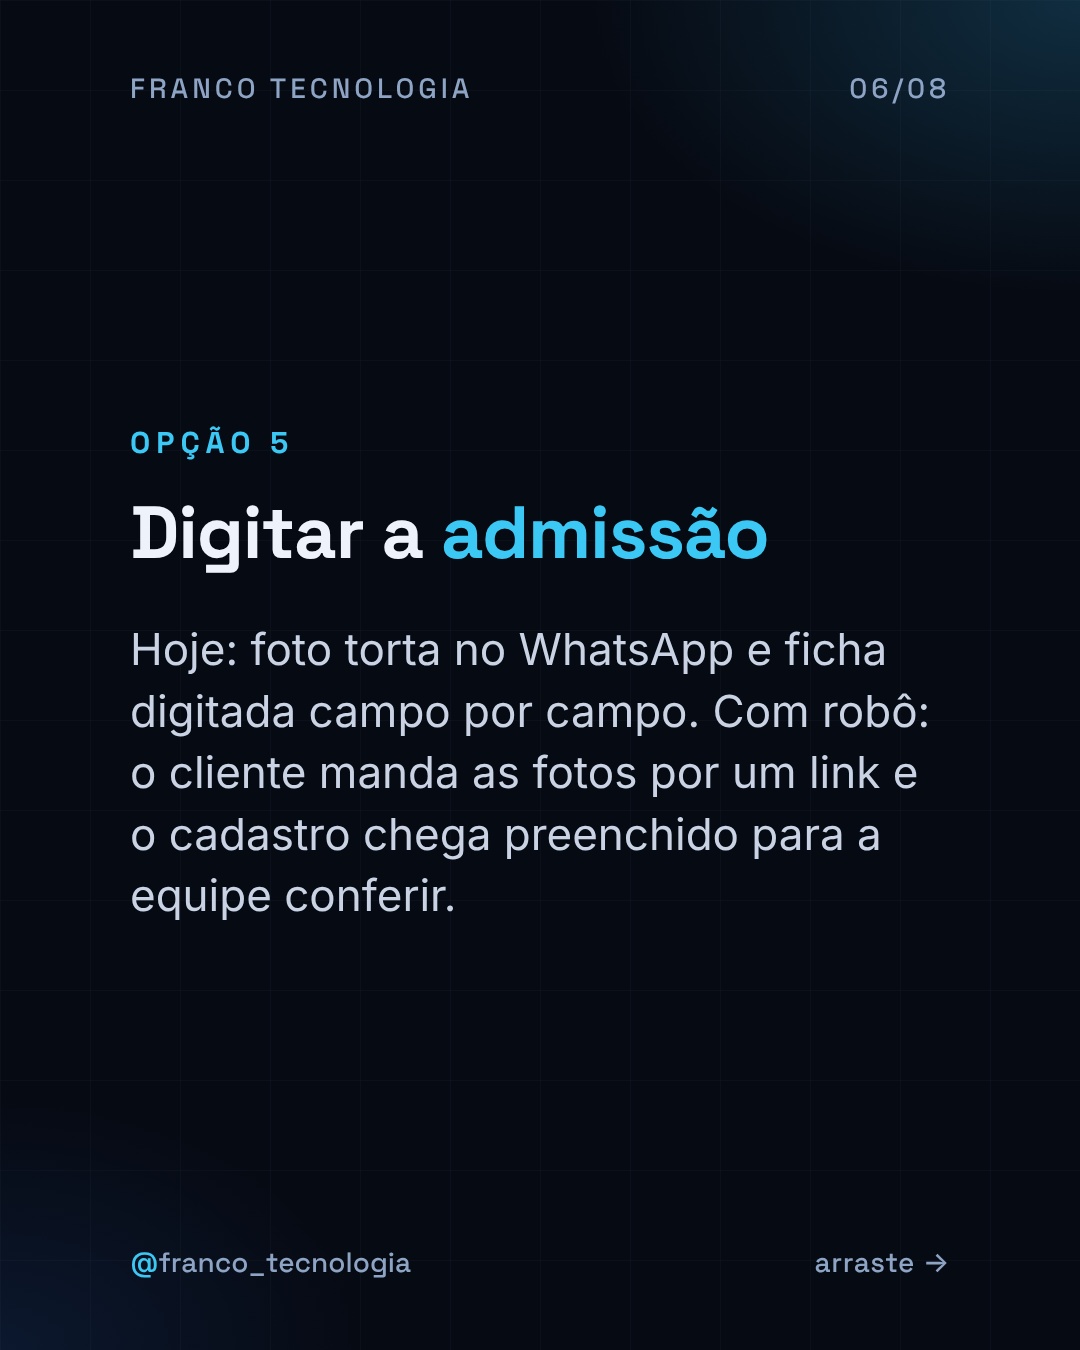 FRANCO TECNOLOGIA
06/08
OPÇÃO 5
Digitar a admissão
Hoje: foto torta no WhatsApp e ficha
digitada campo por campo. Com robô:
o cliente manda as fotos por um link e
o cadastro chega preenchido para a
equipe conferir.
@franco_tecnologia
arraste →